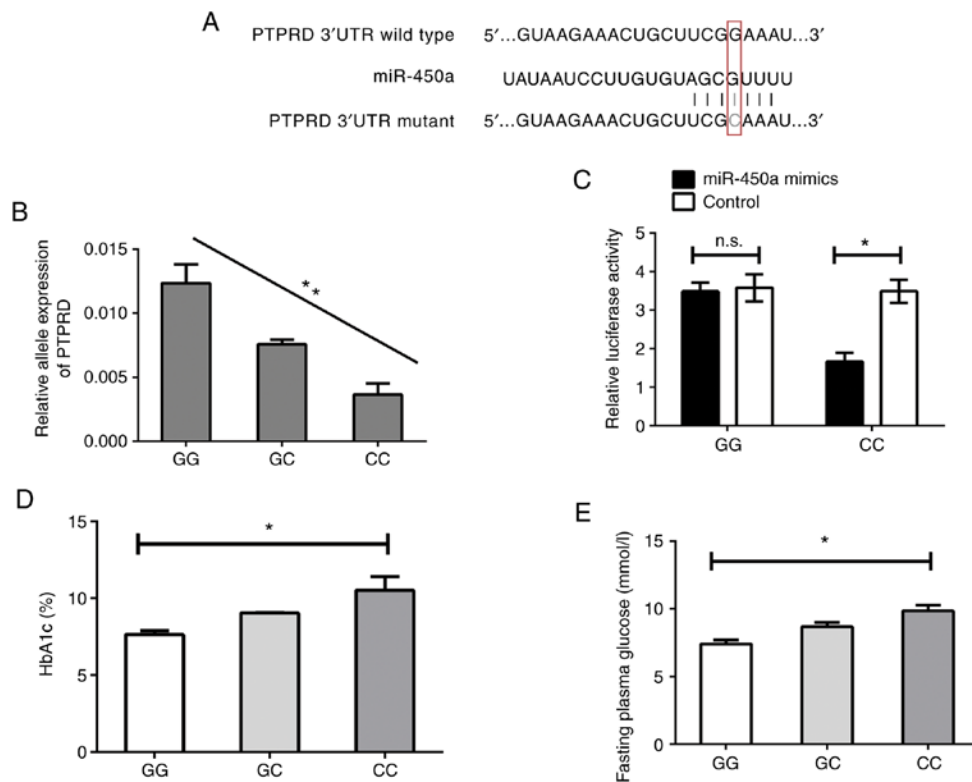 A
PTPRD 3′UTR wild type 5′...GUAAGAAACUGCUUCGGAAAU...3′
miR-450a UAUAAUCCUUGUGUAGCGUUUU
PTPRD 3′UTR mutant 5′...GUAAGAAACUGCUUCGCAAAU...3′
B
Relative allele expression
of PTPRD
0.015
0.010
0.005
0.000
**
GG GC CC
C
miR-450a mimics
Control
Relative luciferase activity
5
4
3
2
1
0
n.s. *
GG CC
D
HbA1c (%)
15
10
5
0
*
GG GC CC
E
Fasting plasma glucose (mmol/l)
15
10
5
0
*
GG GC CC